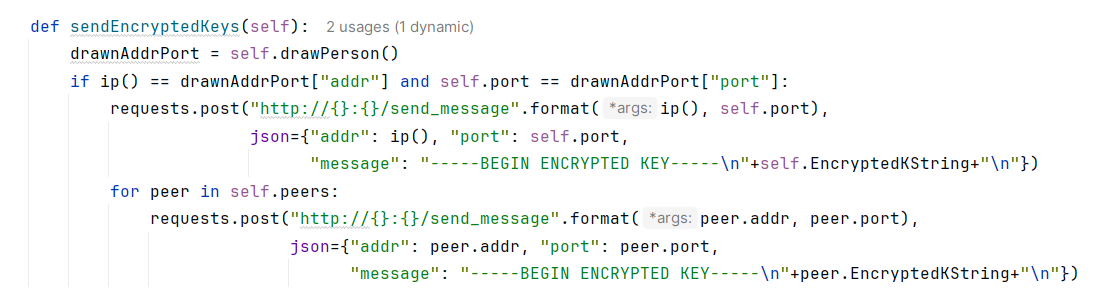 def sendEncryptedKeys(self): 2 usages (1 dynamic)
drawnAddrPort = self.drawPerson()
if ip() == drawnAddrPort["addr"] and self.port == drawnAddrPort["port"]:
requests.post("http://{}:{}/send_message".format( *args: ip(), self.port),
json={"addr": ip(), "port": self.port,
"message": "-----BEGIN ENCRYPTED KEY-----\n"+self.EncryptedKString+"\n"})
for peer in self.peers:
requests.post("http://{}:{}/send_message".format( *args: peer.addr, peer.port),
json={"addr": peer.addr, "port": peer.port,
"message": "-----BEGIN ENCRYPTED KEY-----\n"+peer.EncryptedKString+"\n"})